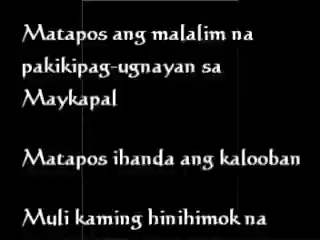 Matapos ang malalim na
pakikipag-ugnayan sa
Maykapal
Matapos ihanda ang kalooban
Muli kaming hinihimok na